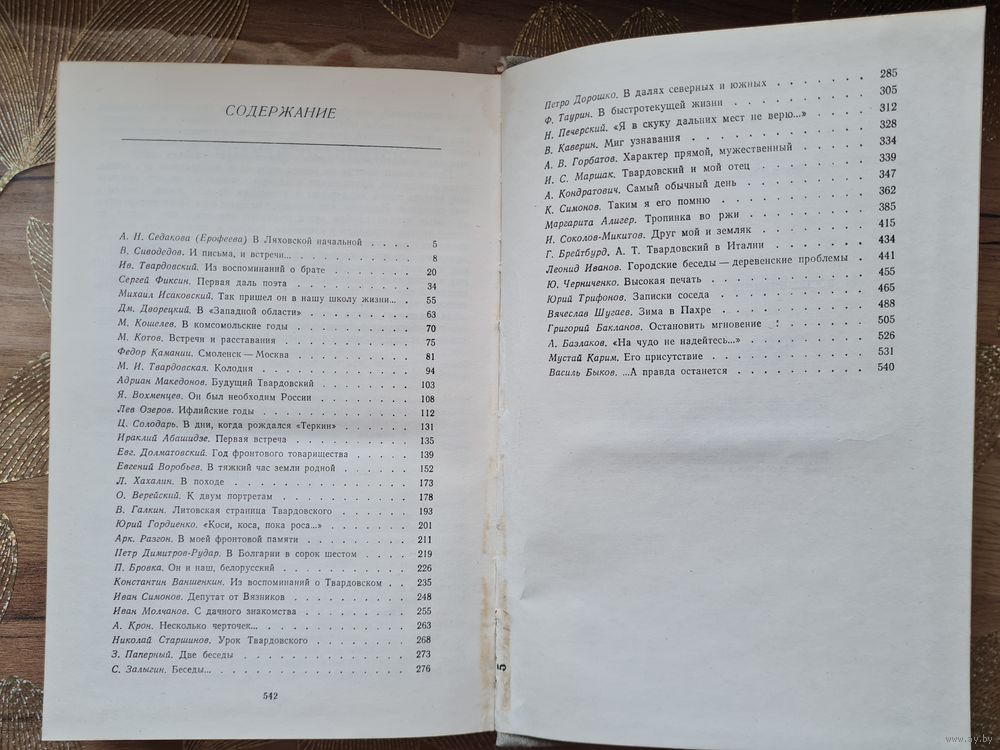 СОДЕРЖАНИЕ
А. Н. Седакова (Ерофеева) В Ляховской начальной . . . . 5
В. Сиводедов. И письма, и встречи... . . . . . . . . 8
Ив. Твардовский. Из воспоминаний о брате . . . . . . 20
Сергей Фиксин. Первая даль поэта . . . . . . . . 34
Михаил Исаковский. Так пришел он в нашу школу жизни... . 55
Дм. Дворецкий. В «Западной области» . . . . . . . 63
М. Кошелев. В комсомольские годы . . . . . . . . 70
М. Котов. Встречи и расставания . . . . . . . . 75
Федор Камании. Смоленск — Москва . . . . . . . . 81
М. И. Твардовская. Колодня . . . . . . . . . . 94
Адриан Македонов. Будущий Твардовский . . . . . . 103
Я. Вохменцев. Он был необходим России . . . . . . 108
Лев Озеров. Ифлийские годы . . . . . . . . . . 112
Ц. Солодарь. В дни, когда рождался «Теркин» . . . . . 131
Ираклий Абашидзе. Первая встреча . . . . . . . . 135
Евг. Долматовский. Год фронтового товарищества . . . . 139
Евгений Воробьев. В тяжкий час земли родной . . . . . 152
Л. Хахалин. В походе . . . . . . . . . . . . 173
О. Верейский. К двум портретам . . . . . . . . . 178
В. Галкин. Литовская страница Твардовского . . . . . 193
Юрий Гордиенко. «Коси, коса, пока роса...» . . . . . . 201
Арк. Разгон. В моей фронтовой памяти . . . . . . . 211
Петр Димитров-Рудар. В Болгарии в сорок шестом . . . . 219
П. Бровка. Он и наш, белорусский . . . . . . . . 226
Константин Ваншенкин. Из воспоминаний о Твардовском . . 235
Иван Симонов. Депутат от Вязников . . . . . . . . 248
Иван Молчанов. С дачного знакомства . . . . . . . 255
А. Крон. Несколько черточек... . . . . . . . . . 263
Николай Старшинов. Урок Твардовского . . . . . . . 268
З. Паперный. Две беседы . . . . . . . . . . . 273
С. Залыгин. Беседы... . . . . . . . . . . . . 276
542
Петро Дорошко. В далях северных и южных . . . . . . 285
Ф. Таурин. В быстротекущей жизни . . . . . . . . 305
Н. Печерский. «Я в скуку дальних мест не верю...» . . . . 312
В. Каверин. Миг узнавания . . . . . . . . . . 328
А. В. Горбатов. Характер прямой, мужественный . . . . . 334
И. С. Маршак. Твардовский и мой отец . . . . . . . 339
А. Кондратович. Самый обычный день . . . . . . . 347
К. Симонов. Таким я его помню . . . . . . . . . 362
Маргарита Алигер. Тропинка во ржи . . . . . . . . 385
И. Соколов-Микитов. Друг мой и земляк . . . . . . . 415
Г. Брейтбурд. А. Т. Твардовский в Италии . . . . . . 434
Леонид Иванов. Городские беседы — деревенские проблемы . 441
Ю. Черниченко. Высокая печать . . . . . . . . . 455
Юрий Трифонов. Записки соседа . . . . . . . . . 465
Вячеслав Шугаев. Зима в Пахре . . . . . . . . . 488
Григорий Бакланов. Остановить мгновение . . . . . . 505
А. Базлаков. «На чудо не надейтесь...» . . . . . . . 526
Мустай Карим. Его присутствие . . . . . . . . . 531
Василь Быков. ...А правда останется . . . . . . . . 540
5
www.ay.by